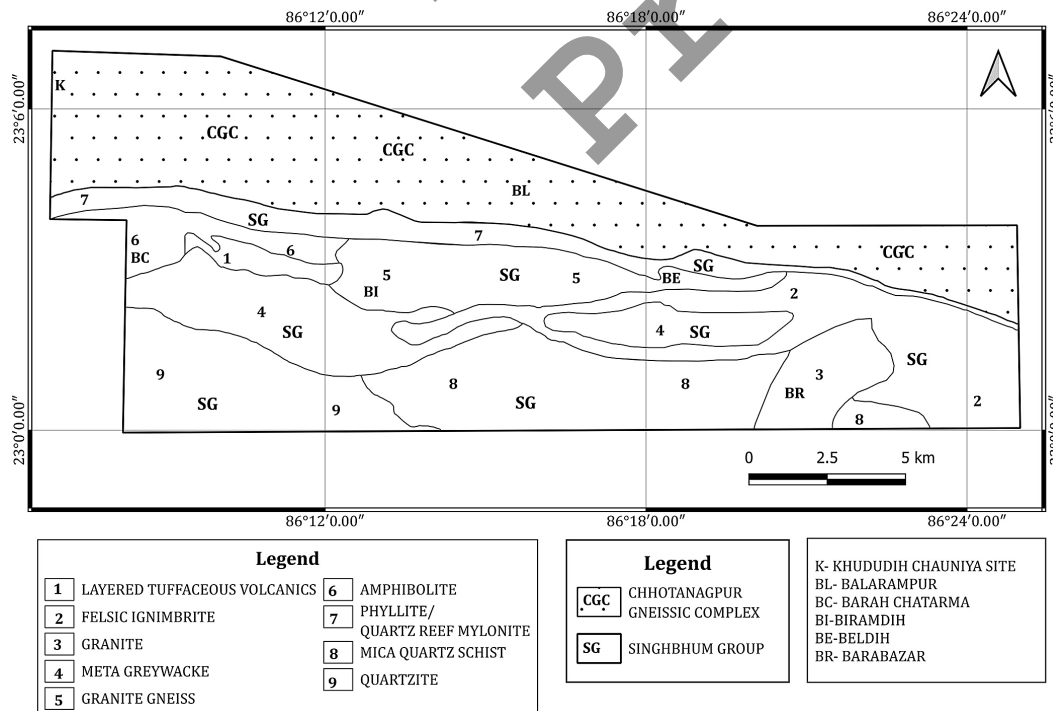 86°12′0.00″ 86°18′0.00″ 86°24′0.00″
23°6′0.00″
K
CGC
CGC
BL
7
SG
7
CGC
6
BC
1
6
5
BI
SG
5
BE
SG
2
4
SG
4
SG
SG
9
SG
9
8
SG
8
3
BR
8
2
23°0′0.00″
0 2.5 5 km
86°12′0.00″ 86°18′0.00″ 86°24′0.00″
Legend
1 LAYERED TUFFACEOUS VOLCANICS
2 FELSIC IGNIMBRITE
3 GRANITE
4 META GREYWACKE
5 GRANITE GNEISS
6 AMPHIBOLITE
7 PHYLLITE/
QUARTZ REEF MYLONITE
8 MICA QUARTZ SCHIST
9 QUARTZITE
Legend
CGC CHHOTANAGPUR
GNEISSIC COMPLEX
SG SINGHBHUM GROUP
K- KHUDUDIH CHAUNIYA SITE
BL- BALARAMPUR
BC- BARAH CHATARMA
BI-BIRAMDIH
BE-BELDIH
BR- BARABAZAR